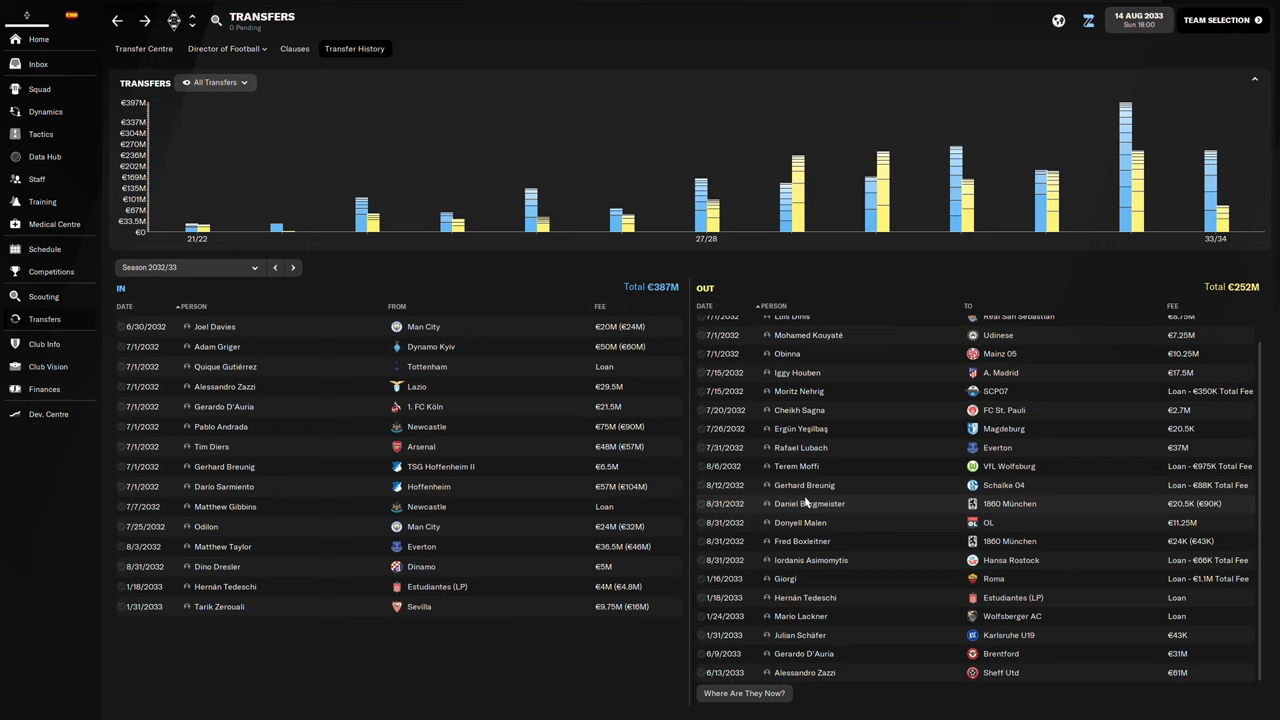 TRANSFERS
0 Pending
14 AUG 2033
Sun 18:00
TEAM SELECTION
Transfer Centre
Director of Football
Clauses
Transfer History
Home
Inbox
Squad
Dynamics
Tactics
Data Hub
Staff
Training
Medical Centre
Schedule
Competitions
Scouting
Transfers
Club Info
Club Vision
Finances
Dev. Centre
TRANSFERS All Transfers
€397M
€337M
€304M
€270M
€236M
€202M
€169M
€135M
€101M
€67M
€33.5M
€0
21/22 27/28 33/34
Season 2032/33
IN Total €387M
DATE PERSON FROM FEE
6/30/2032 Joel Davies Man City €20M (€24M)
7/1/2032 Adam Griger Dynamo Kyiv €50M (€60M)
7/1/2032 Quique Gutiérrez Tottenham Loan
7/1/2032 Alessandro Zazzi Lazio €29.5M
7/1/2032 Gerardo D'Auria 1. FC Köln €21.5M
7/1/2032 Pablo Andrada Newcastle €75M (€90M)
7/1/2032 Tim Diers Arsenal €48M (€57M)
7/1/2032 Gerhard Breunig TSG Hoffenheim II €6.5M
7/1/2032 Darío Sarmiento Hoffenheim €57M (€104M)
7/7/2032 Matthew Gibbins Newcastle Loan
7/25/2032 Odilon Man City €24M (€32M)
8/3/2032 Matthew Taylor Everton €36.5M (€46M)
8/31/2032 Dino Dresler Dinamo €5M
1/18/2033 Hernán Tedeschi Estudiantes (LP) €4M (€4.8M)
1/31/2033 Tarik Zerouali Sevilla €9.75M (€16M)
OUT Total €252M
DATE PERSON TO FEE
7/1/2032 Luis Dinis Real San Sebastián €8.75M
7/1/2032 Mohamed Kouyaté Udinese €7.25M
7/1/2032 Obinna Mainz 05 €10.25M
7/15/2032 Iggy Houben A. Madrid €17.5M
7/15/2032 Moritz Nehrig SCP07 Loan - €350K Total Fee
7/20/2032 Cheikh Sagna FC St. Pauli €2.7M
7/26/2032 Ergün Yeşilbaş Magdeburg €20.5K
7/31/2032 Rafael Lubach Everton €37M
8/6/2032 Terem Moffi VfL Wolfsburg Loan - €975K Total Fee
8/12/2032 Gerhard Breunig Schalke 04 Loan - €88K Total Fee
8/31/2032 Daniel Burgmeister 1860 München €20.5K (€90K)
8/31/2032 Donyell Malen OL €11.25M
8/31/2032 Fred Boxleitner 1860 München €24K (€43K)
8/31/2032 Iordanis Asimomytis Hansa Rostock Loan - €66K Total Fee
1/16/2033 Giorgi Roma Loan - €1.1M Total Fee
1/18/2033 Hernán Tedeschi Estudiantes (LP) Loan
1/24/2033 Mario Lackner Wolfsberger AC Loan
1/31/2033 Julian Schäfer Karlsruhe U19 €43K
6/9/2033 Gerardo D'Auria Brentford €31M
6/13/2033 Alessandro Zazzi Sheff Utd €61M
Where Are They Now?